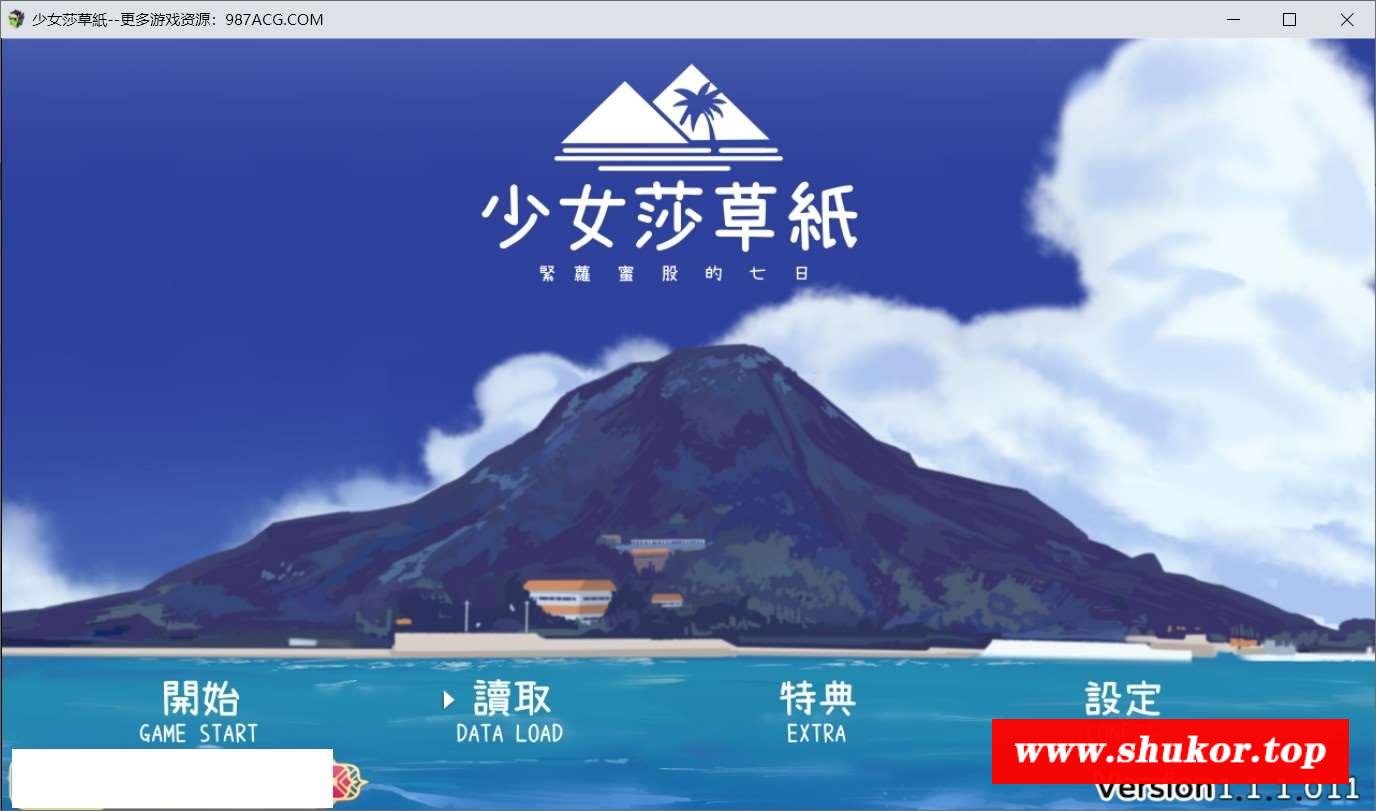 少女莎草紙--更多游戏资源：987ACG.COM
少女莎草紙
緊蘿蜜股的七日
開始
讀取
特典
設定
GAME START
DATA LOAD
EXTRA
www.shukor.top
Version1.1.1.011